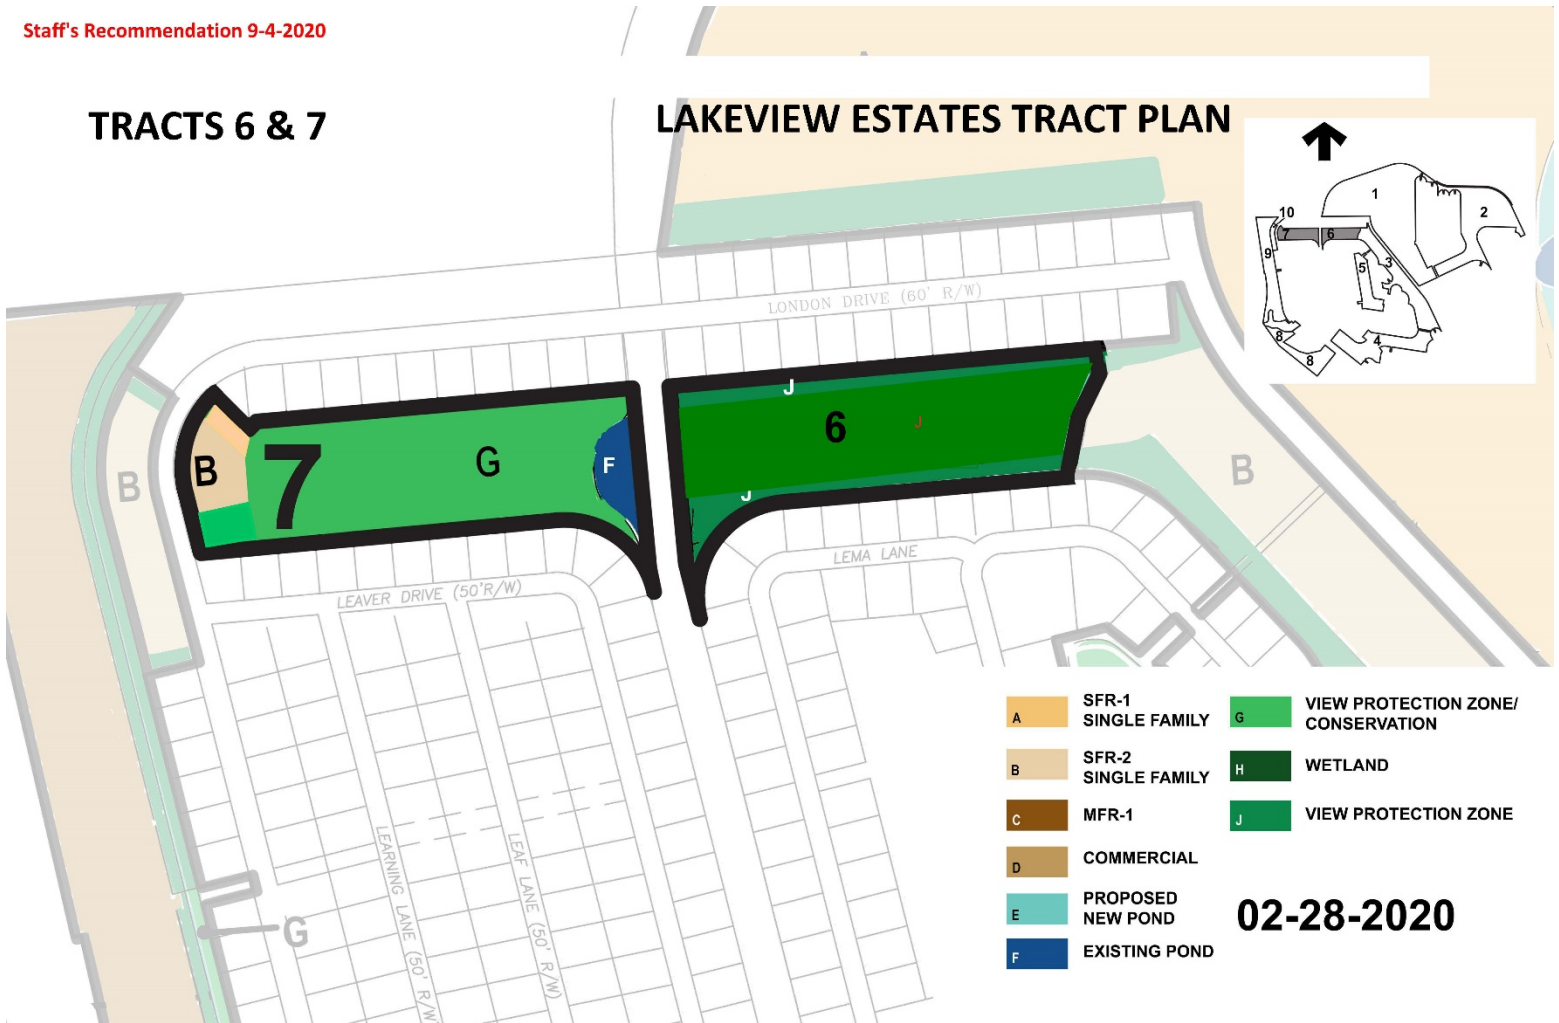 Staff's Recommendation 9-4-2020
TRACTS 6 & 7
LAKEVIEW ESTATES TRACT PLAN
1
2
10
7
6
9
5
3
8
4
8
LONDON DRIVE (60' R/W)
J
6
J
B
7
G
F
B
J
B
LEMA LANE
LEAVER DRIVE (50'R/W)
LEARNING LANE (50' R/W)
LEAF LANE (50' R/W)
G
A
SFR-1
SINGLE FAMILY
B
SFR-2
SINGLE FAMILY
C
MFR-1
D
COMMERCIAL
E
PROPOSED
NEW POND
F
EXISTING POND
G
VIEW PROTECTION ZONE/
CONSERVATION
H
WETLAND
J
VIEW PROTECTION ZONE
02-28-2020